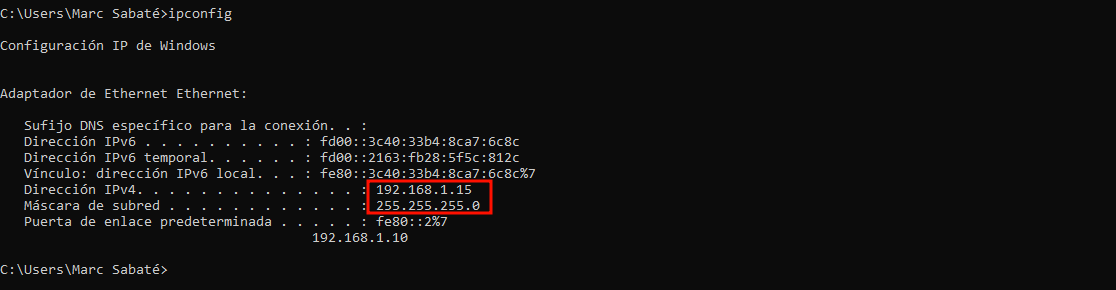 C:\Users\Marc Sabaté>ipconfig
Configuración IP de Windows
Adaptador de Ethernet Ethernet:
Sufijo DNS específico para la conexión. . :
Dirección IPv6 . . . . . . . . . . : fd00::3c40:33b4:8ca7:6c8c
Dirección IPv6 temporal. . . . . . : fd00::2163:fb28:5f5c:812c
Vínculo: dirección IPv6 local. . . : fe80::3c40:33b4:8ca7:6c8c%7
Dirección IPv4. . . . . . . . . . . . . . : 192.168.1.15
Máscara de subred . . . . . . . . . . . . : 255.255.255.0
Puerta de enlace predeterminada . . . . . : fe80::2%7
192.168.1.10
C:\Users\Marc Sabaté>